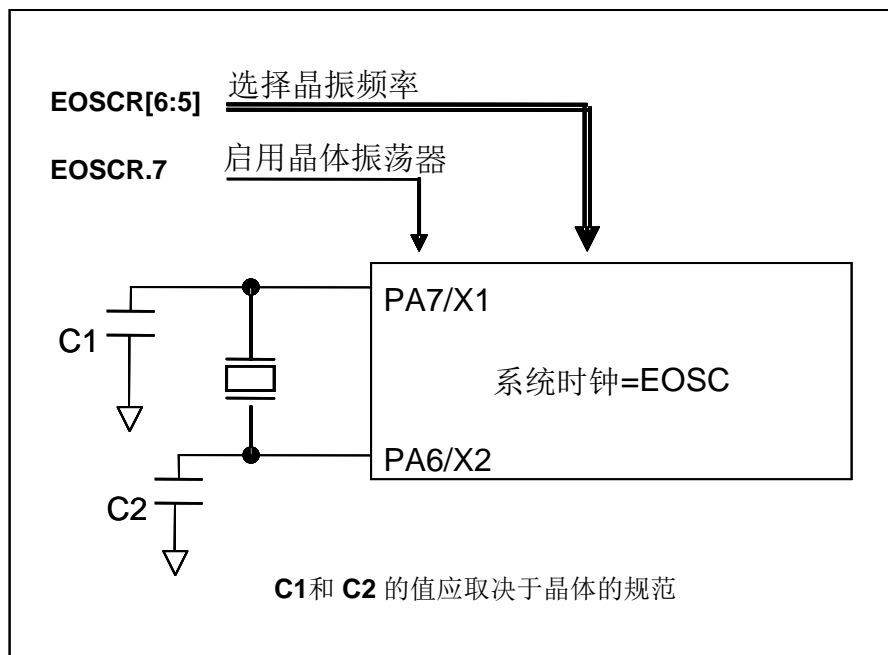 EOSCR[6:5] 选择晶振频率
EOSCR.7 启用晶体振荡器
PA7/X1
C1
系统时钟=EOSC
PA6/X2
C2
C1和 C2 的值应取决于晶体的规范